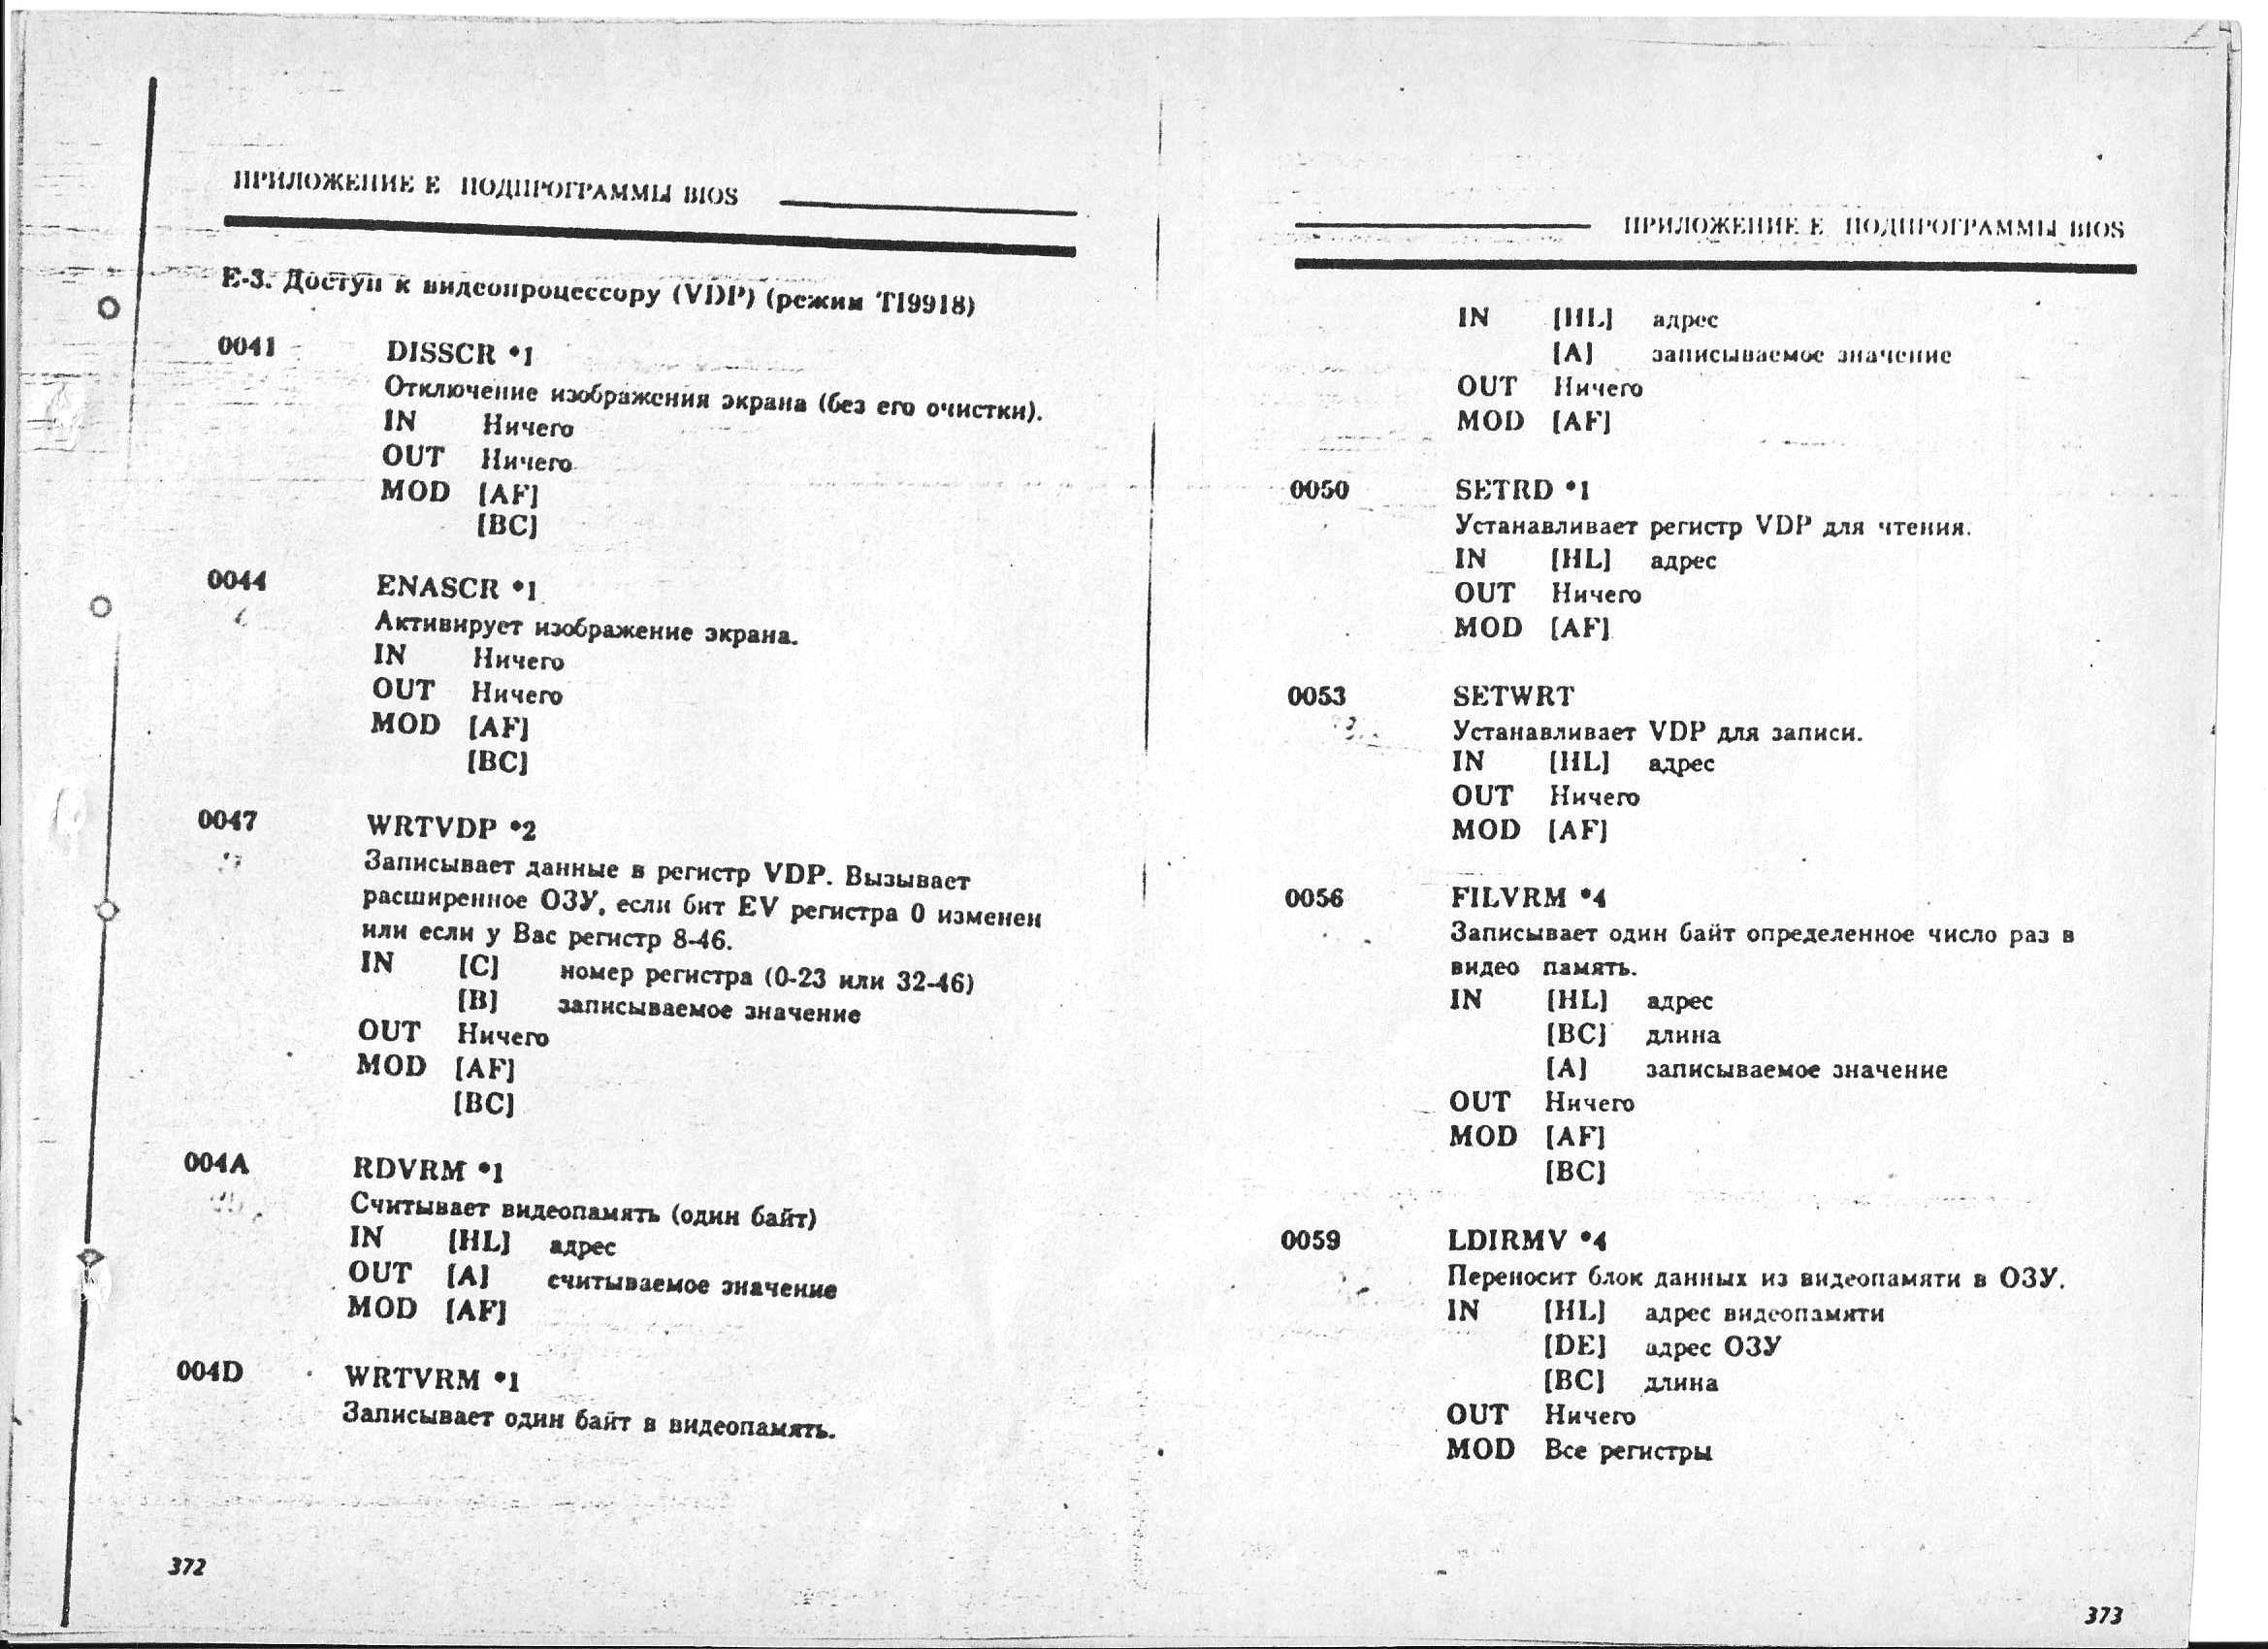 ПРИЛОЖЕНИЕ E ПОДПРОГРАММЫ BIOS
E-3. Доступ к видеопроцессору (VDP) (режим TI9918)
0041 DISSCR *1
Отключение изображения экрана (без его очистки).
IN Ничего
OUT Ничего
MOD [AF]
[BC]
0044 ENASCR *1
Активирует изображение экрана.
IN Ничего
OUT Ничего
MOD [AF]
[BC]
0047 WRTVDP *2
Записывает данные в регистр VDP. Вызывает
расширенное ОЗУ, если бит EV регистра 0 изменен
или если у Вас регистр 8-46.
IN [C] номер регистра (0-23 или 32-46)
[B] записываемое значение
OUT Ничего
MOD [AF]
[BC]
004A RDVRM *1
Считывает видеопамять (один байт)
IN [HL] адрес
OUT [A] считываемое значение
MOD [AF]
004D WRTVRM *1
Записывает один байт в видеопамять.
372
ПРИЛОЖЕНИЕ E ПОДПРОГРАММЫ BIOS
IN [HL] адрес
[A] записываемое значение
OUT Ничего
MOD [AF]
0050 SETRD *1
Устанавливает регистр VDP для чтения.
IN [HL] адрес
OUT Ничего
MOD [AF]
0053 SETWRT
Устанавливает VDP для записи.
IN [HL] адрес
OUT Ничего
MOD [AF]
0056 FILVRM *4
Записывает один байт определенное число раз в
видео память.
IN [HL] адрес
[BC] длина
[A] записываемое значение
OUT Ничего
MOD [AF]
[BC]
0059 LDIRMV *4
Переносит блок данных из видеопамяти в ОЗУ.
IN [HL] адрес видеопамяти
[DE] адрес ОЗУ
[BC] длина
OUT Ничего
MOD Все регистры
373